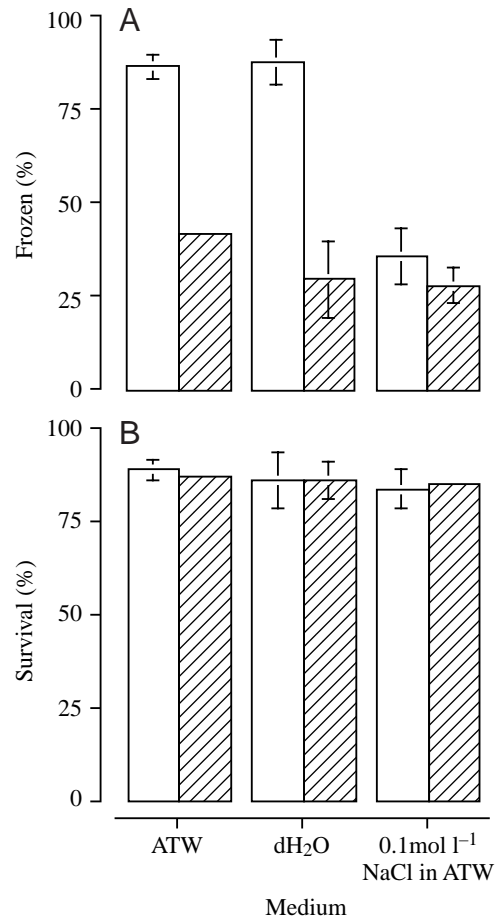 A
100
75
50
25
0
Frozen (%)
B
100
75
50
25
0
Survival (%)
ATW
dH₂O
0.1mol l⁻¹
NaCl in ATW
Medium